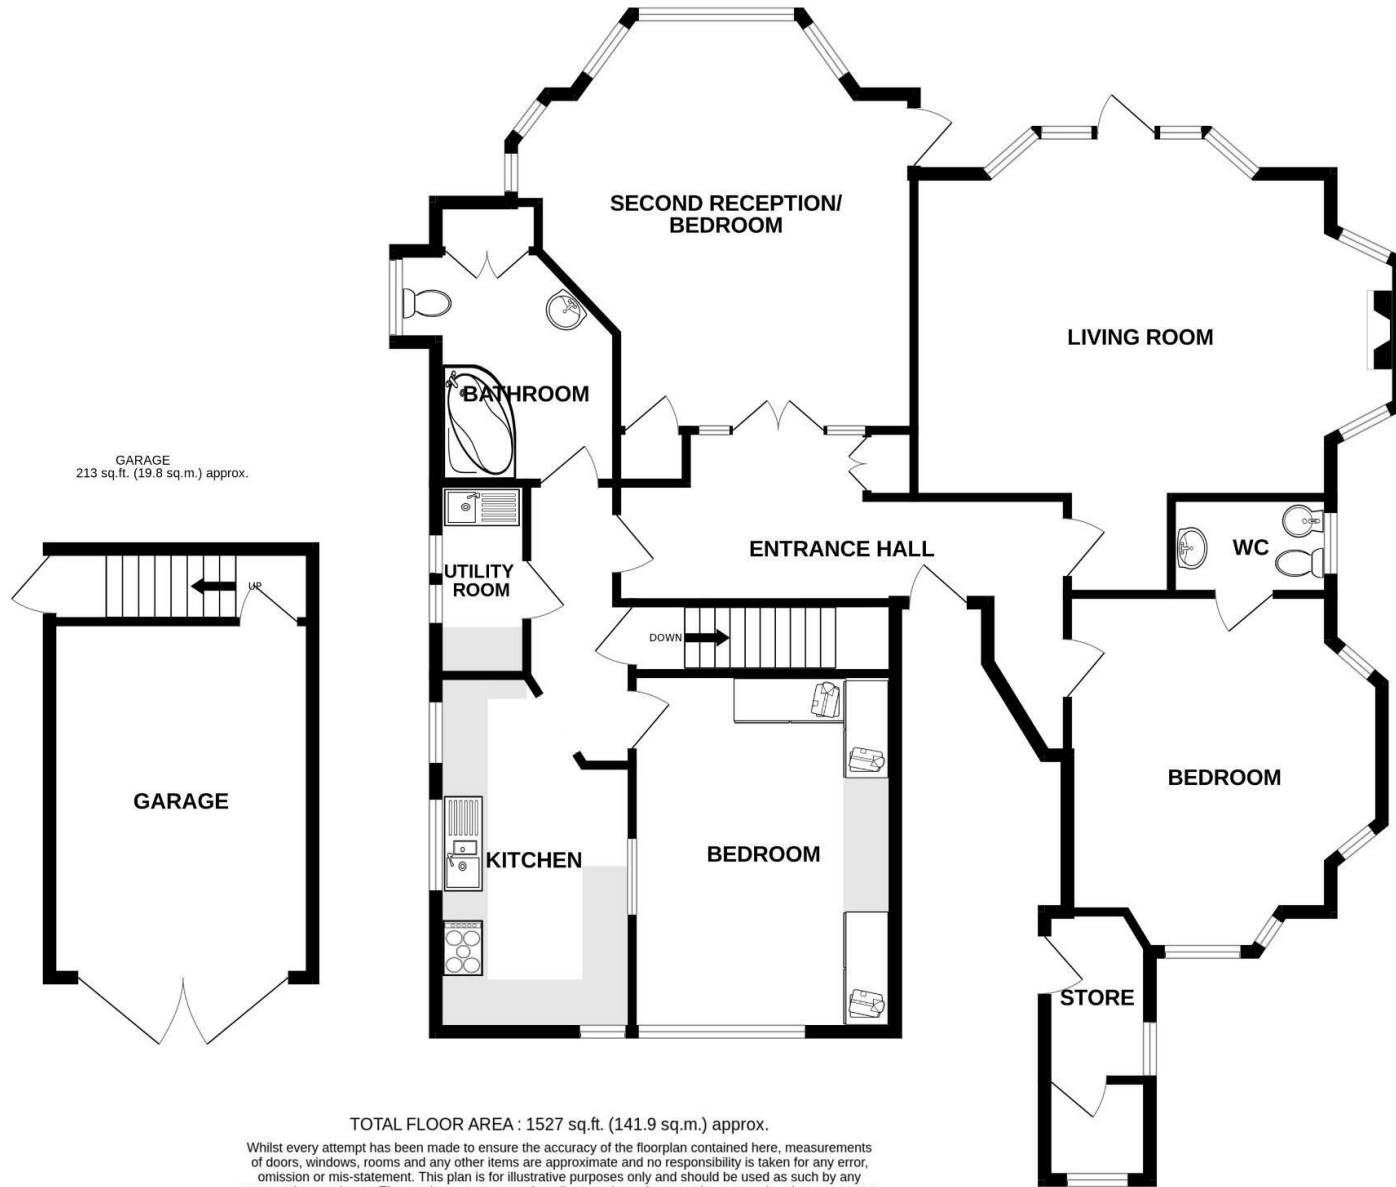 SECOND RECEPTION/
BEDROOM
LIVING ROOM
BATHROOM
GARAGE
213 sq.ft. (19.8 sq.m.) approx.
ENTRANCE HALL
WC
UTILITY
ROOM
UP
DOWN
BEDROOM
GARAGE
BEDROOM
KITCHEN
STORE
TOTAL FLOOR AREA : 1527 sq.ft. (141.9 sq.m.) approx.
Whilst every attempt has been made to ensure the accuracy of the floorplan contained here, measurements
of doors, windows, rooms and any other items are approximate and no responsibility is taken for any error,
omission or mis-statement. This plan is for illustrative purposes only and should be used as such by any